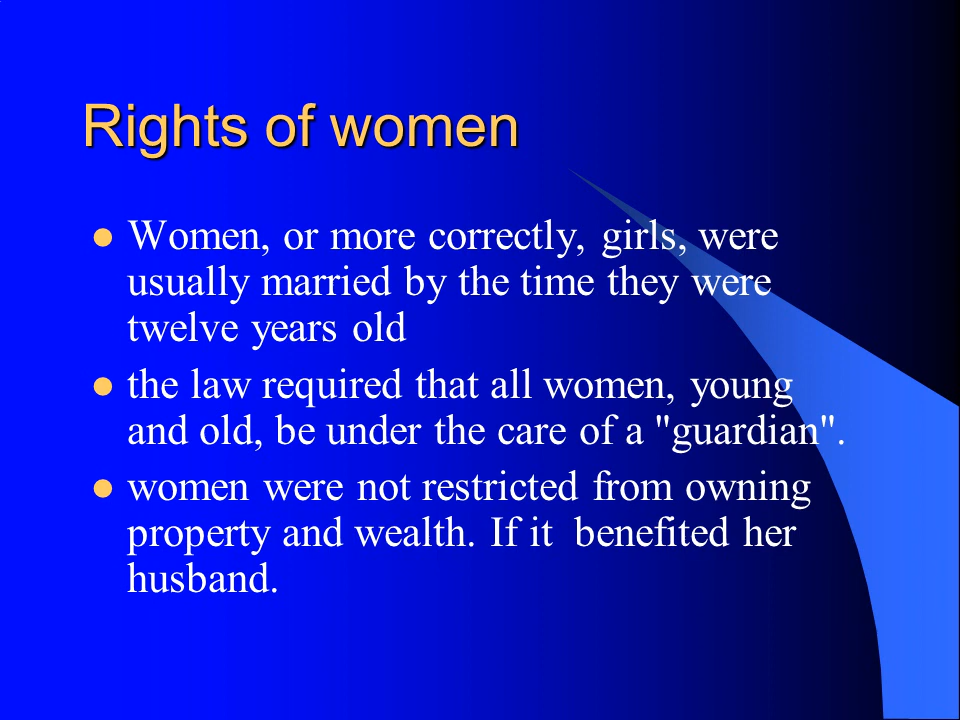 Rights of women
Women, or more correctly, girls, were
usually married by the time they were
twelve years old
the law required that all women, young
and old, be under the care of a "guardian".
women were not restricted from owning
property and wealth. If it  benefited her
husband.